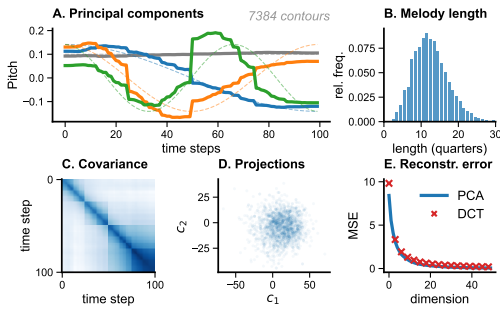 A. Principal components
7384 contours
0.2
0.1
0.0
−0.1
Pitch
0 20 40 60 80 100
time steps
B. Melody length
0.075
0.050
0.025
0.000
rel. freq.
0 10 20 30
length (quarters)
C. Covariance
0
100
time step
0 100
time step
D. Projections
25
0
−25
c2
−50 0 50
c1
E. Reconstr. error
10
5
0
MSE
PCA
DCT
0 20 40
dimension